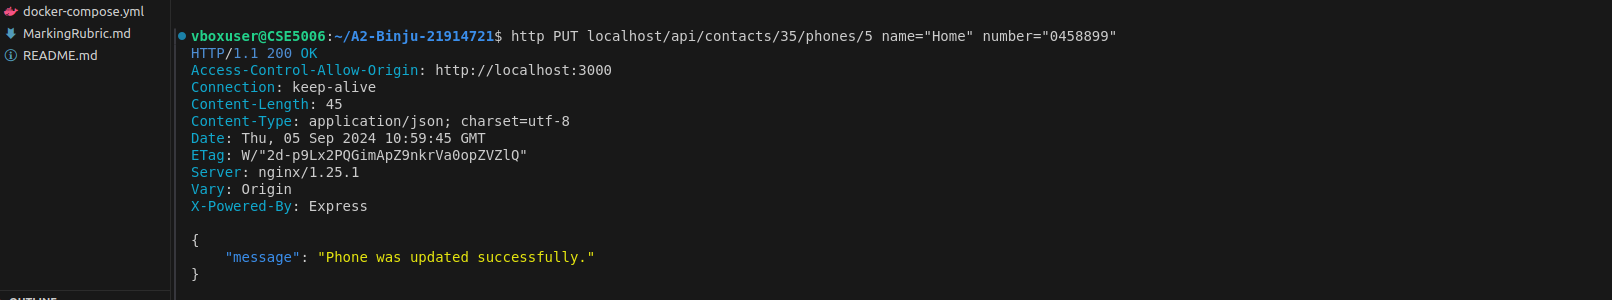 docker-compose.yml
MarkingRubric.md
README.md
vboxuser@CSE5006:~/A2-Binju-21914721$ http PUT localhost/api/contacts/35/phones/5 name="Home" number="0458899"
HTTP/1.1 200 OK
Access-Control-Allow-Origin: http://localhost:3000
Connection: keep-alive
Content-Length: 45
Content-Type: application/json; charset=utf-8
Date: Thu, 05 Sep 2024 10:59:45 GMT
ETag: W/"2d-p9Lx2PQGimApZ9nkrVa0opZVZlQ"
Server: nginx/1.25.1
Vary: Origin
X-Powered-By: Express
{
"message": "Phone was updated successfully."
}